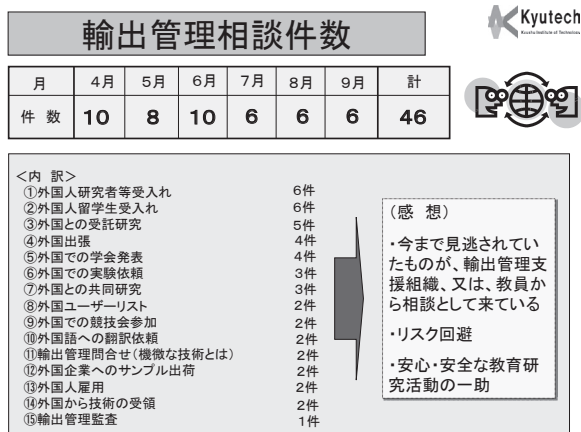 輸出管理相談件数
Kyutech
Kyushu Institute of Technology
月 4月 5月 6月 7月 8月 9月 計
件 数 10 8 10 6 6 6 46
<内 訳>
①外国人研究者等受入れ 6件
②外国人留学生受入れ 6件
③外国との受託研究 5件
④外国出張 4件
⑤外国での学会発表 4件
⑥外国での実験依頼 3件
⑦外国との共同研究 3件
⑧外国ユーザーリスト 2件
⑨外国での競技会参加 2件
⑩外国語への翻訳依頼 2件
⑪輸出管理問合せ(機微な技術とは) 2件
⑫外国企業へのサンプル出荷 2件
⑬外国人雇用 2件
⑭外国から技術の受領 2件
⑮輸出管理監査 1件
(感 想)
・今まで見逃されてい
たものが、輸出管理支
援組織、又は、教員か
ら相談として来ている
・リスク回避
・安心・安全な教育研
究活動の一助